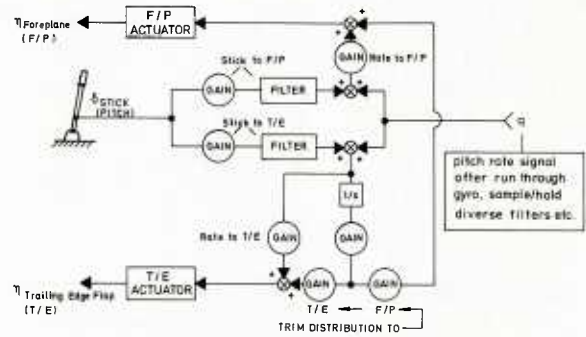 η Foreplane
(F/P)
F/P
ACTUATOR
+
+
GAIN
Rate to F/P
Stick to F/P
GAIN
FILTER
+
+
δ STICK
(PITCH)
Stick to T/E
GAIN
FILTER
+
+
q
pitch rate signal
after run through
gyro, sample/hold
diverse filters etc.
1/s
Rate to T/E
GAIN
GAIN
η Trailing Edge Flap
(T/E)
T/E
ACTUATOR
+
+
GAIN
GAIN
T/E
F/P
TRIM DISTRIBUTION TO